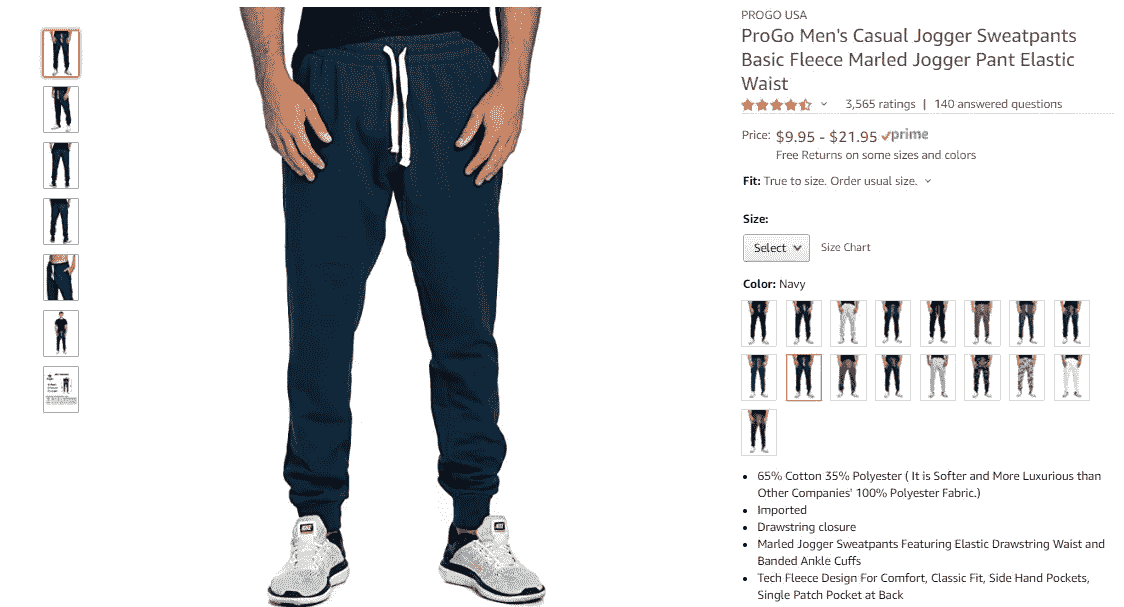 PROGO USA
ProGo Men's Casual Jogger Sweatpants
Basic Fleece Marled Jogger Pant Elastic
Waist
3,565 ratings | 140 answered questions
Price: $9.95 - $21.95 prime
Free Returns on some sizes and colors
Fit: True to size. Order usual size.
Size:
Select Size Chart
Color: Navy
• 65% Cotton 35% Polyester ( It is Softer and More Luxurious than
Other Companies' 100% Polyester Fabric.)
• Imported
• Drawstring closure
• Marled Jogger Sweatpants Featuring Elastic Drawstring Waist and
Banded Ankle Cuffs
• Tech Fleece Design For Comfort, Classic Fit, Side Hand Pockets,
Single Patch Pocket at Back